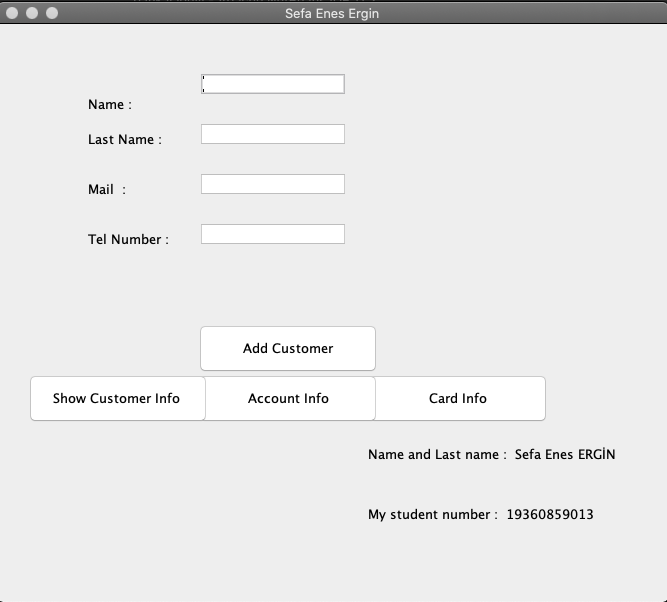 Sefa Enes Ergin
Name :
Last Name :
Mail  :
Tel Number :
Add Customer
Show Customer Info
Account Info
Card Info
Name and Last name :  Sefa Enes ERGİN
My student number :  19360859013